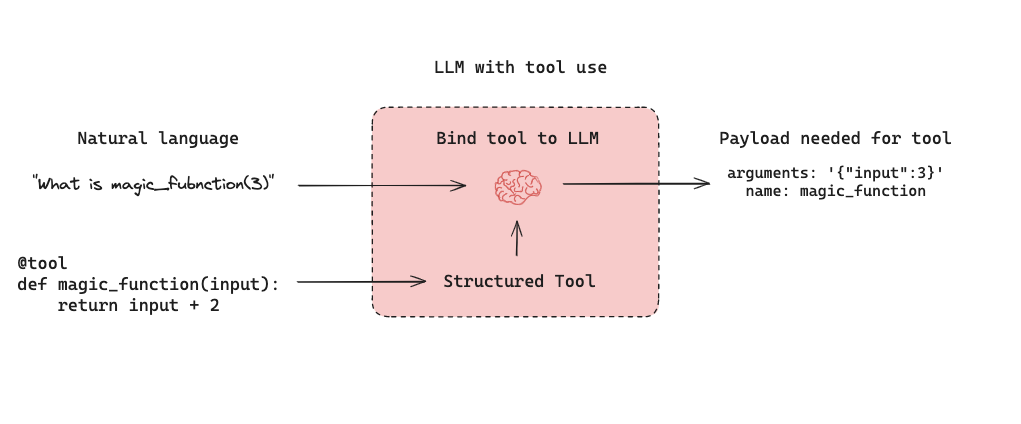 LLM with tool use
Natural language
Bind tool to LLM
Payload needed for tool
"What is magic_fubnction(3)"
arguments: '{"input":3}'
name: magic_function
@tool
def magic_function(input):
    return input + 2
Structured Tool